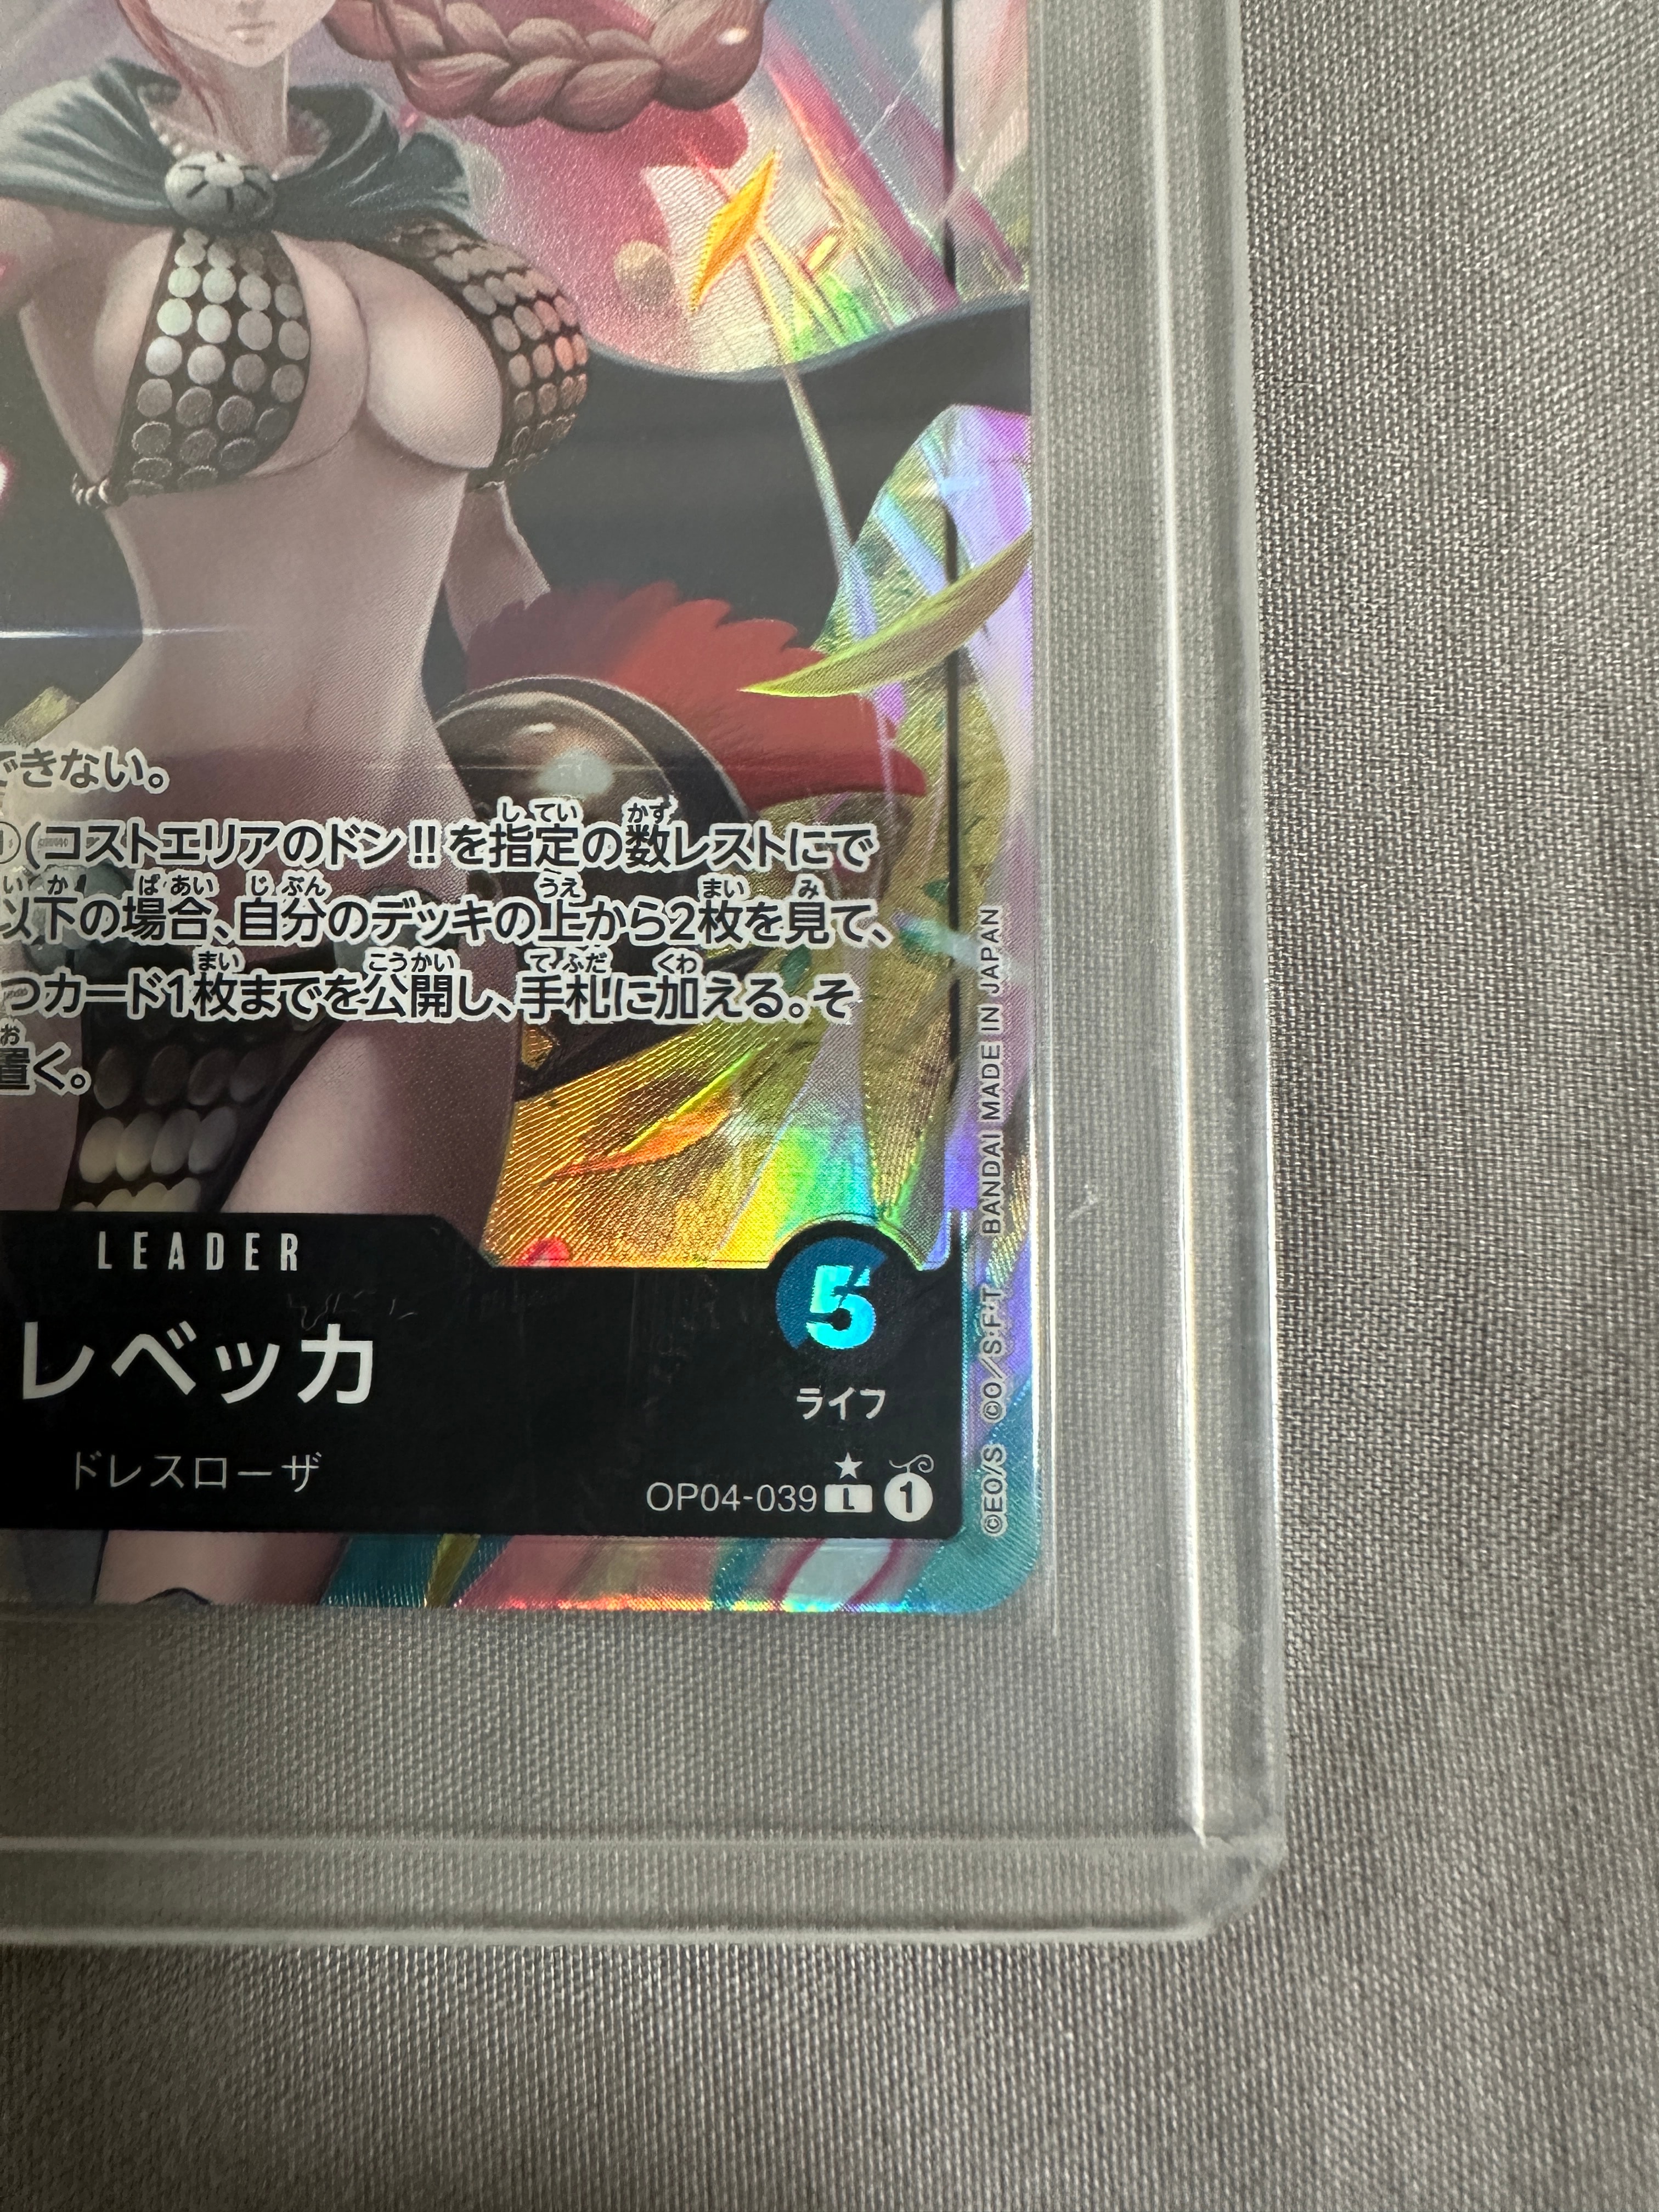 できない。
①(コストエリアのドン!!を指定の数レストにで
以下の場合、自分のデッキの上から2枚を見て、
つカード1枚までを公開し、手札に加える。そ
置く。
LEADER
レベッカ
5
ライフ
ドレスローザ
OP04-039 L 1
©EO/S ©O/S・F・T BANDAI MADE IN JAPAN